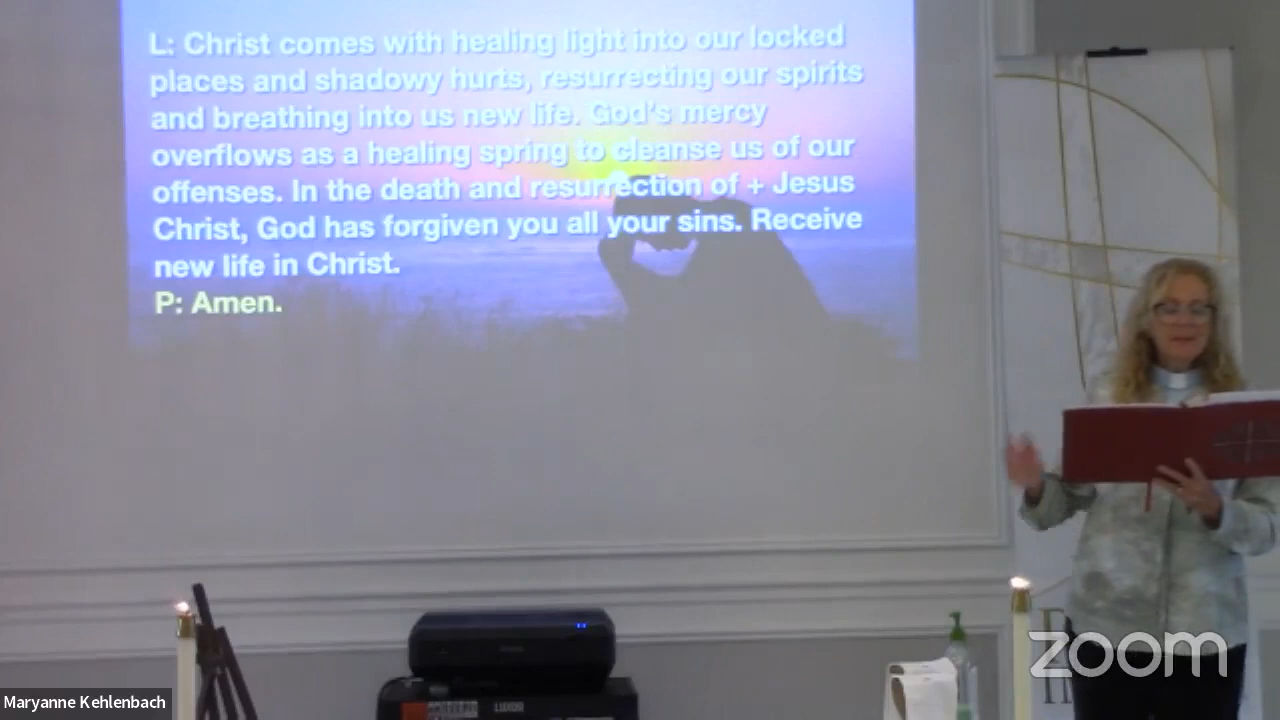 L: Christ comes with healing light into our locked
places and shadowy hurts, resurrecting our spirits
and breathing into us new life. God's mercy
overflows as a healing spring to cleanse us of our
offenses. In the death and resurrection of + Jesus
Christ, God has forgiven you all your sins. Receive
new life in Christ.
P: Amen.
LUXOR
zoom
Maryanne Kehlenbach